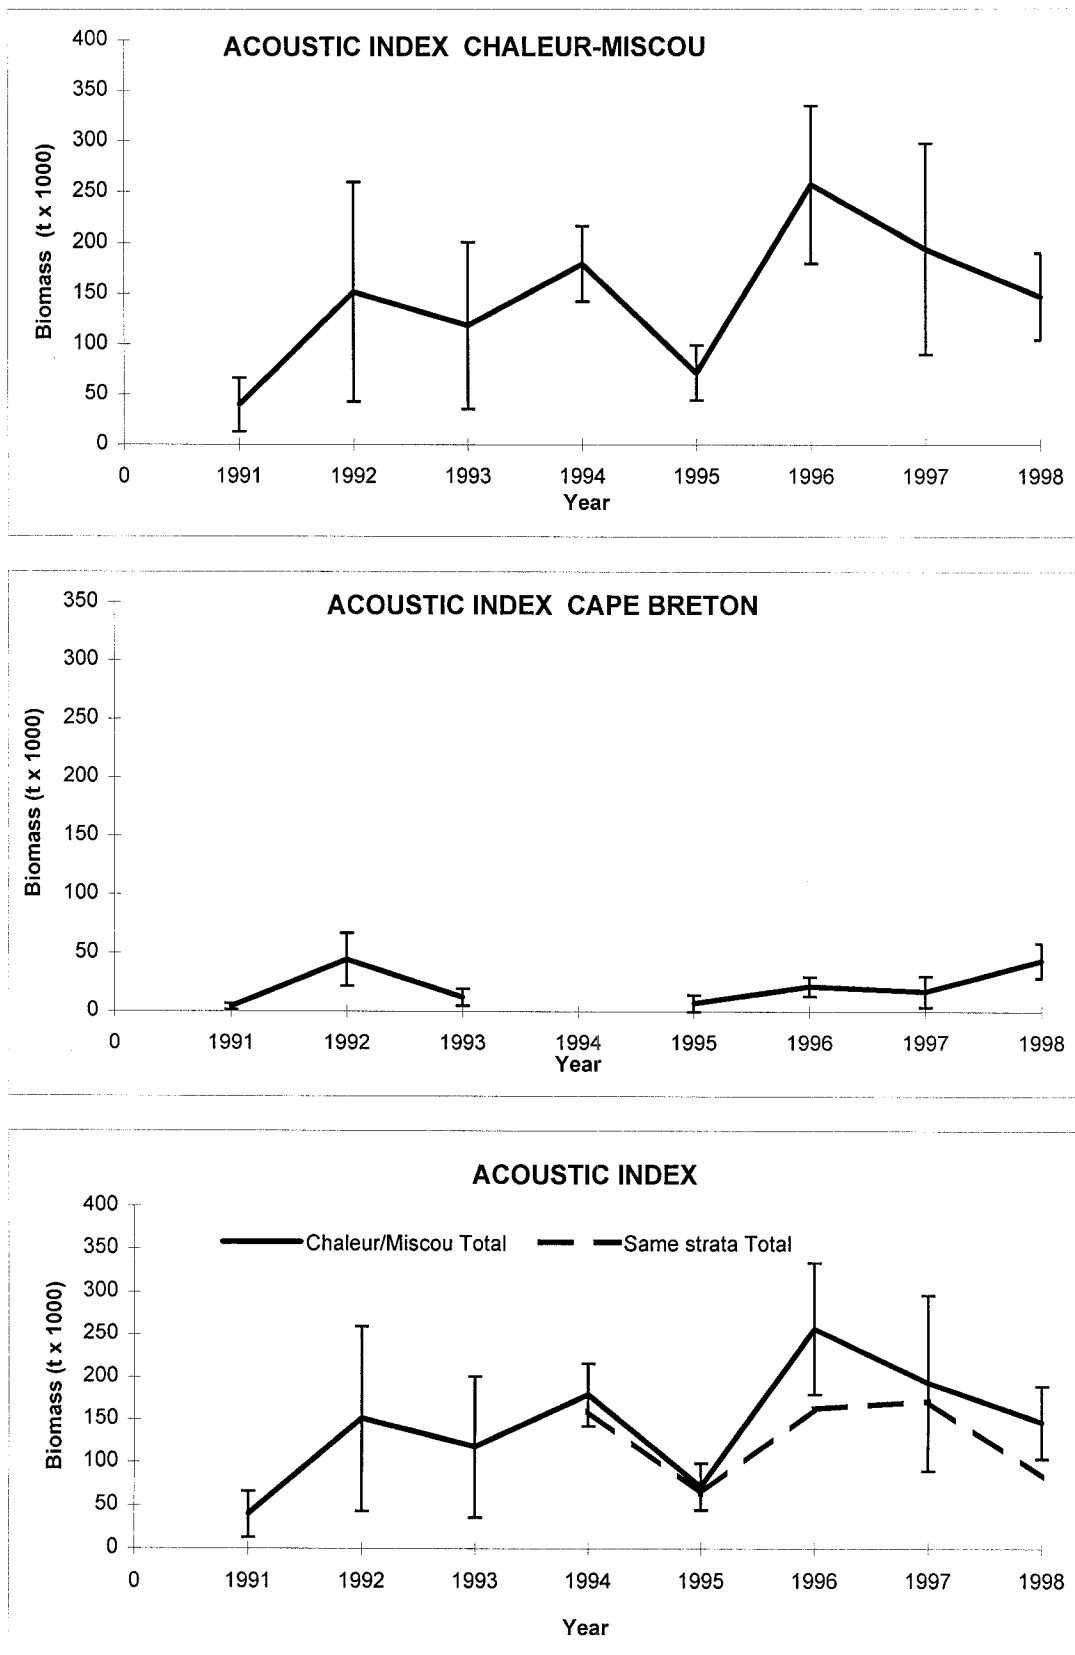 ACOUSTIC INDEX CHALEUR-MISCOU
400
350
300
250
200
150
100
50
0
Biomass (t x 1000)
0 1991 1992 1993 1994 1995 1996 1997 1998
Year
ACOUSTIC INDEX CAPE BRETON
350
300
250
200
150
100
50
0
Biomass (t x 1000)
0 1991 1992 1993 1994 1995 1996 1997 1998
Year
ACOUSTIC INDEX
Chaleur/Miscou Total Same strata Total
400
350
300
250
200
150
100
50
0
Biomass (t x 1000)
0 1991 1992 1993 1994 1995 1996 1997 1998
Year